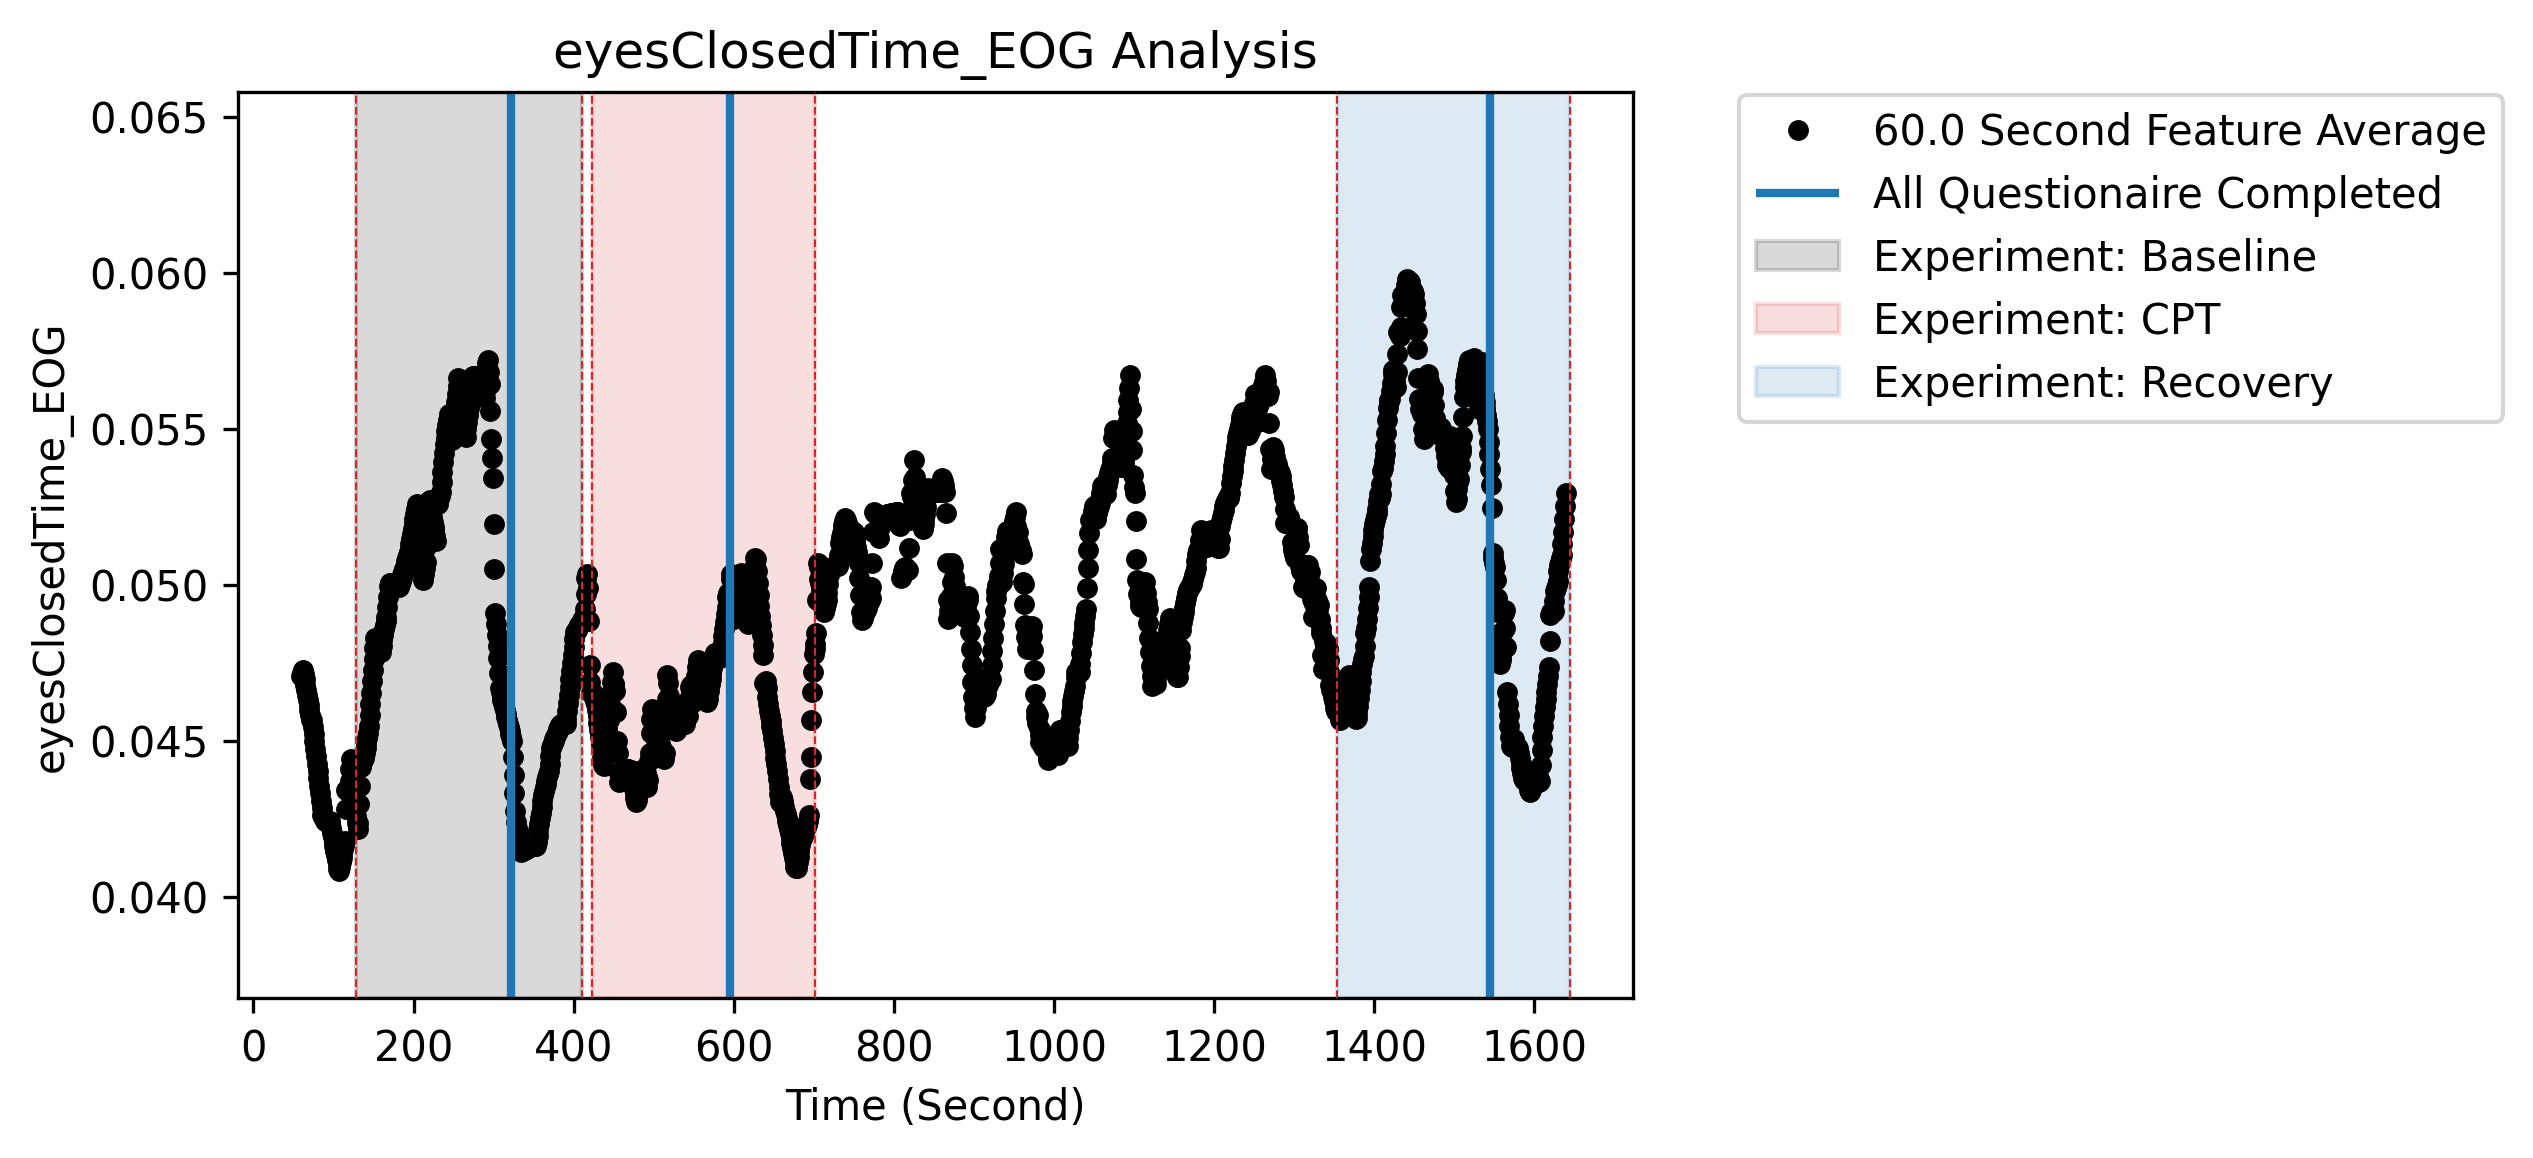 eyesClosedTime_EOG Analysis
eyesClosedTime_EOG
0.065
0.060
0.055
0.050
0.045
0.040
0 200 400 600 800 1000 1200 1400 1600
Time (Second)
60.0 Second Feature Average
All Questionaire Completed
Experiment: Baseline
Experiment: CPT
Experiment: Recovery